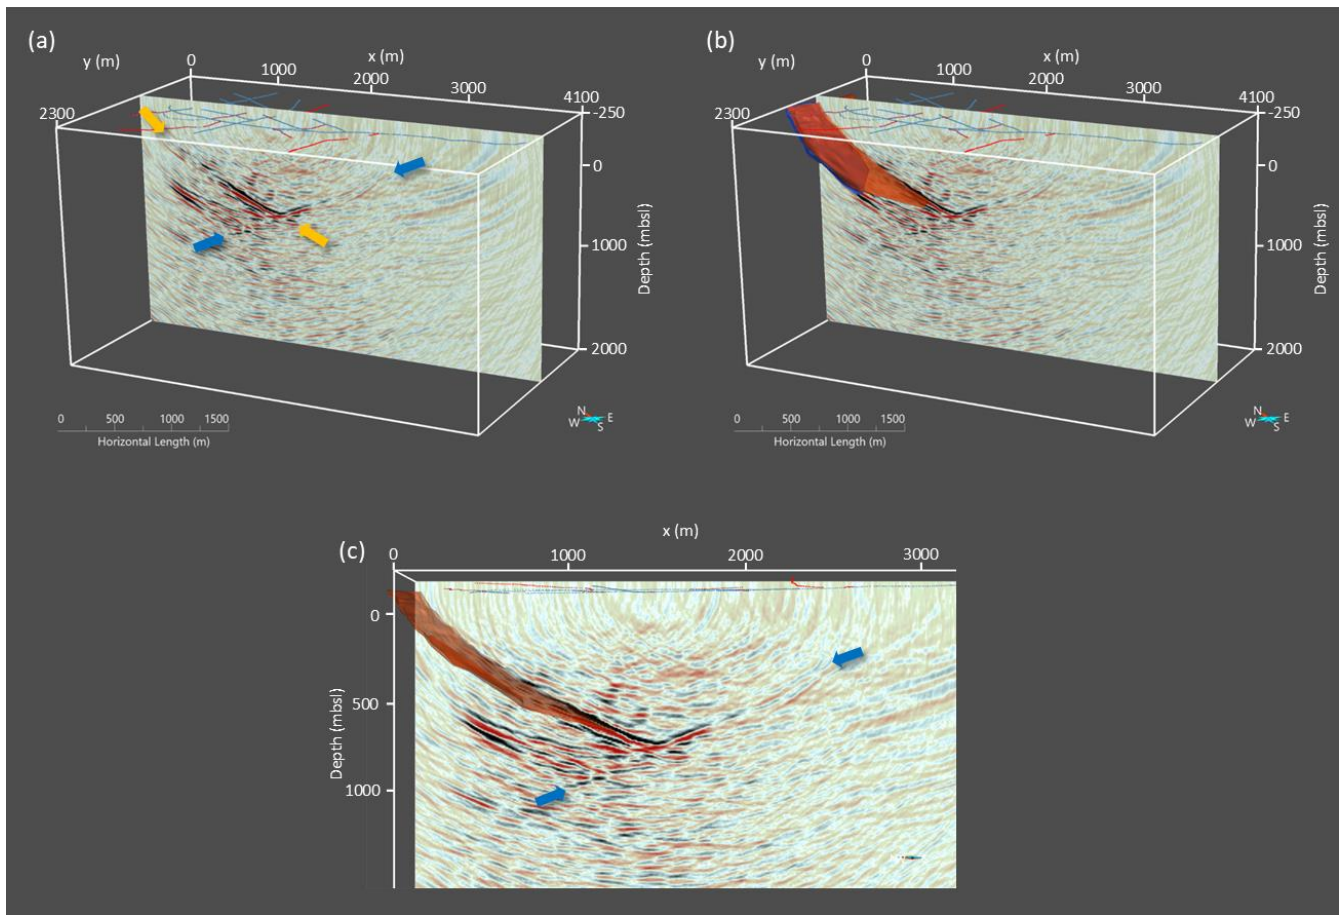 (a)
y (m)
0
x (m)
1000
2000
3000
4100
2300
-250
0
1000
2000
Depth (mbsl)
0 500 1000 1500
Horizontal Length (m)
N
W E
S
(b)
y (m)
0
x (m)
1000
2000
3000
4100
2300
-250
0
1000
2000
Depth (mbsl)
0 500 1000 1500
Horizontal Length (m)
N
W E
S
(c)
x (m)
0 1000 2000 3000
0
500
1000
Depth (mbsl)